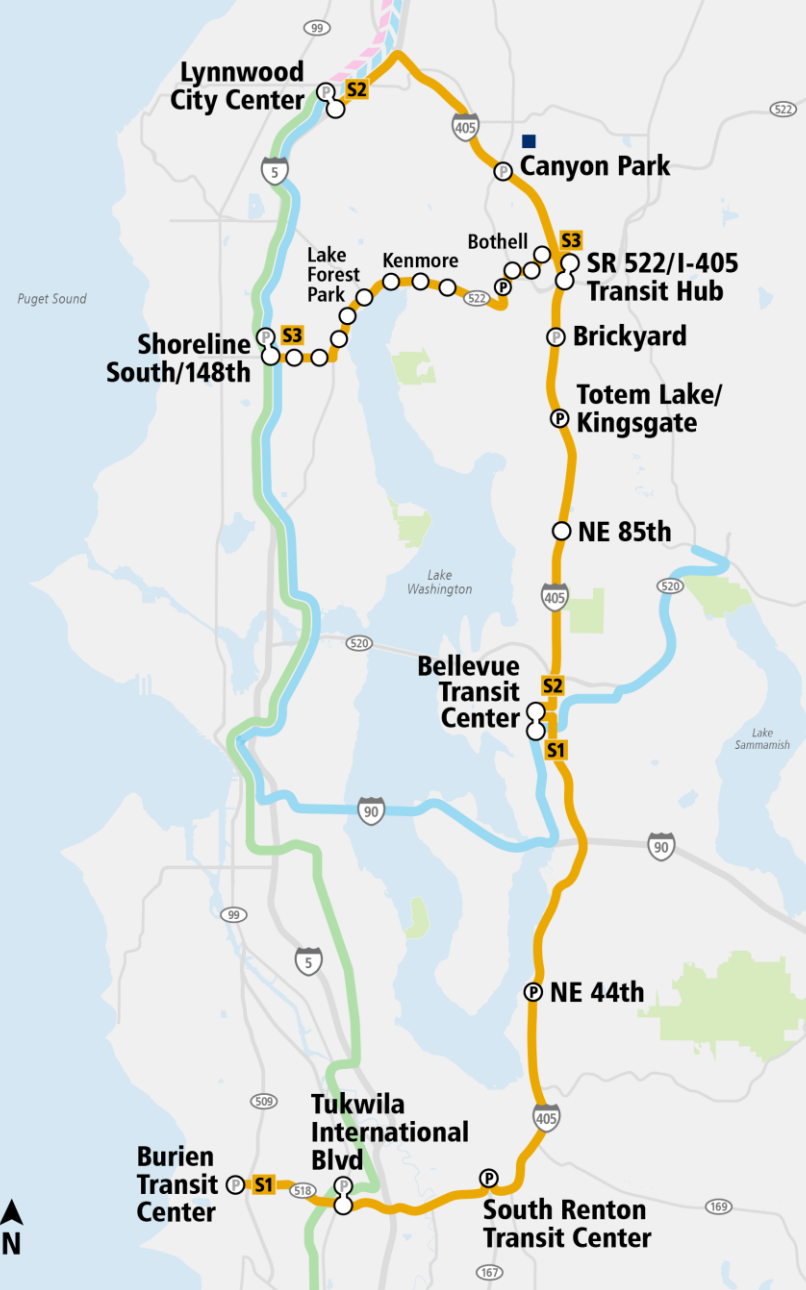 99
Lynnwood
City Center
P
S2
522
405
5
P
Canyon Park
Bothell
S3
Lake
Forest
Park
Kenmore
SR 522/I-405
Transit Hub
P
522
Puget Sound
P
S3
Shoreline
South/148th
P
Brickyard
Totem Lake/
Kingsgate
P
P
NE 85th
Lake
Washington
405
520
520
Bellevue
Transit
Center
S2
S1
Lake
Sammamish
90
90
99
5
P
NE 44th
509
Tukwila
International
Blvd
405
Burien
Transit
Center
P
S1
518
P
P
South Renton
Transit Center
169
N
167